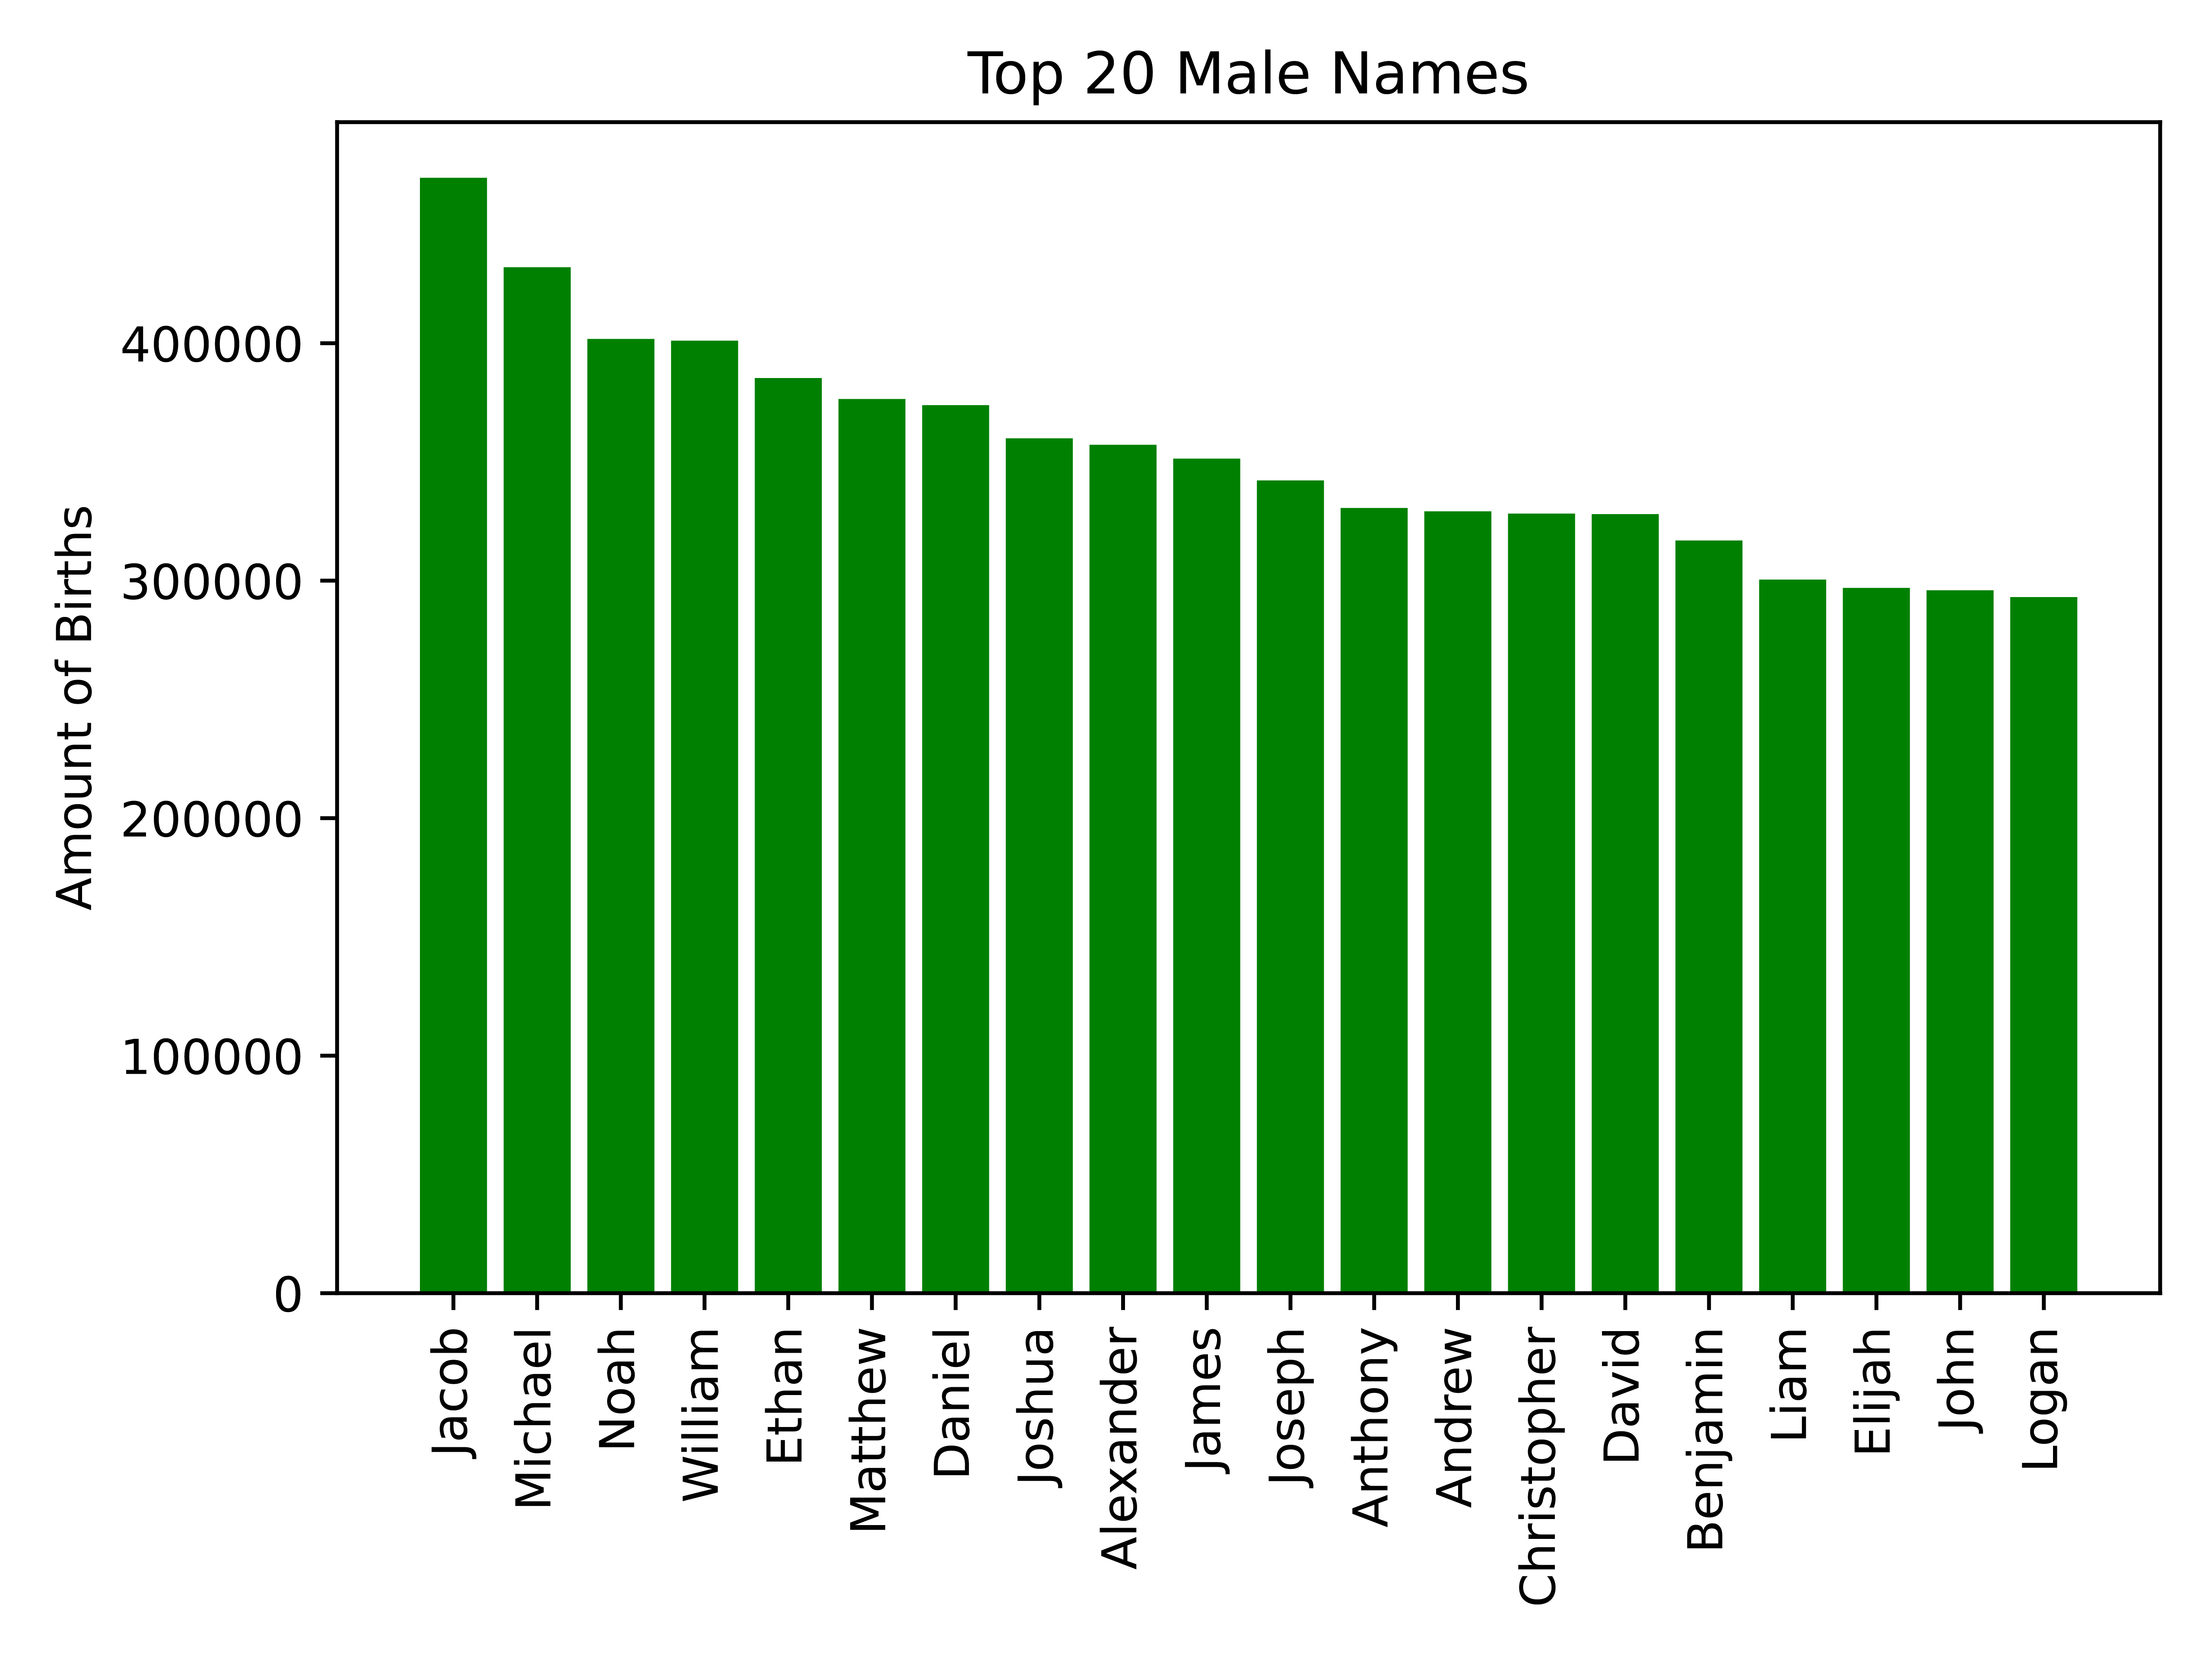 Top 20 Male Names
Amount of Births
400000
300000
200000
100000
0
Jacob
Michael
Noah
William
Ethan
Matthew
Daniel
Joshua
Alexander
James
Joseph
Anthony
Andrew
Christopher
David
Benjamin
Liam
Elijah
John
Logan